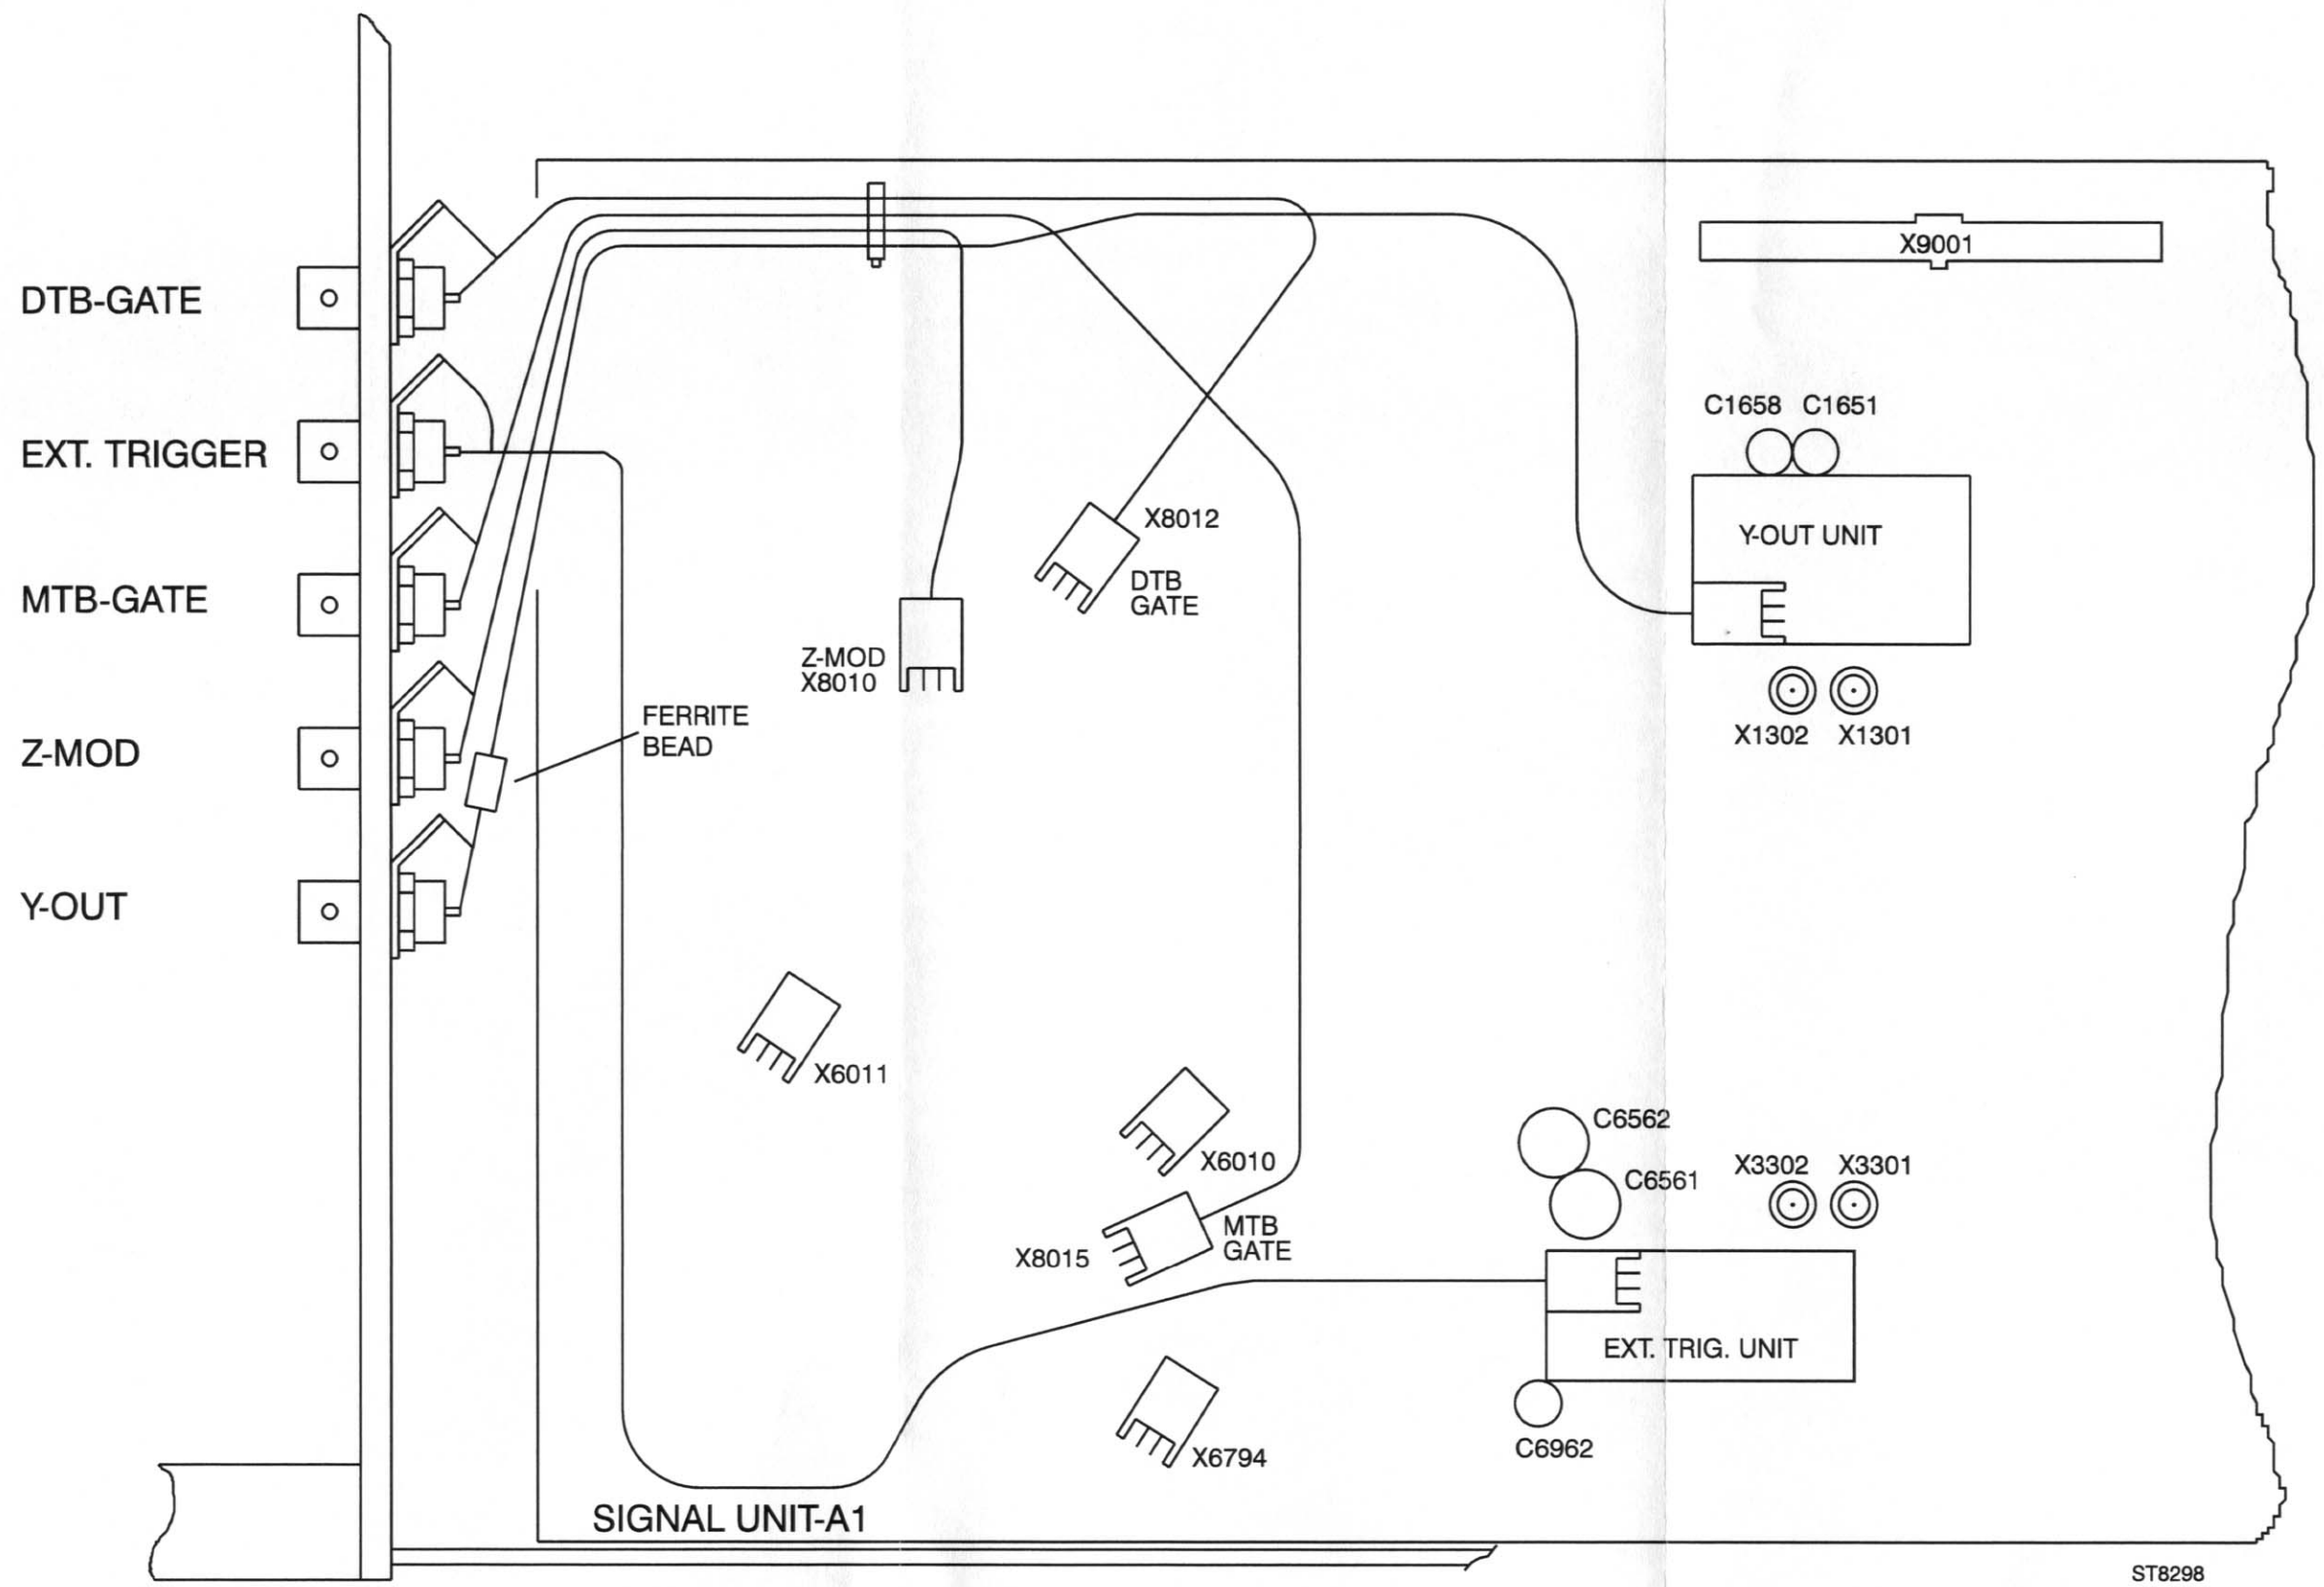 X9001
DTB-GATE
C1658 C1651
EXT. TRIGGER
X8012
Y-OUT UNIT
DTB
GATE
MTB-GATE
Z-MOD
X8010
FERRITE
BEAD
X1302 X1301
Z-MOD
Y-OUT
X6011
C6562
X6010
X3302 X3301
C6561
MTB
GATE
X8015
EXT. TRIG. UNIT
C6962
X6794
SIGNAL UNIT-A1
ST8298